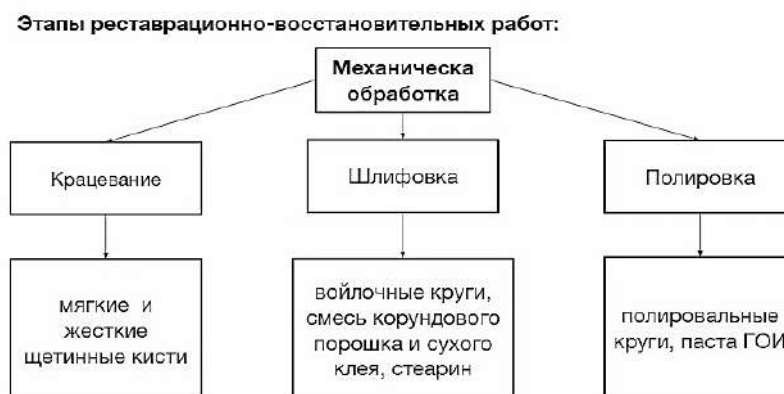 Этапы реставрационно-восстановительных работ:
Механическа
обработка
Крацевание
Шлифовка
Полировка
мягкие и
жесткие
щетинные кисти
войлочные круги,
смесь корундового
порошка и сухого
клея, стеарин
полировальные
круги, паста ГОИ